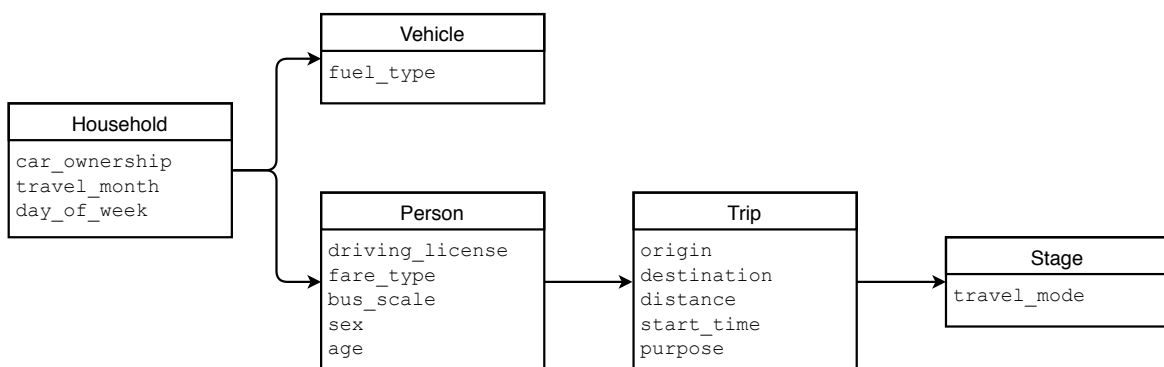 Vehicle
fuel_type
Household
car_ownership
travel_month
day_of_week
Person
driving_license
fare_type
bus_scale
sex
age
Trip
origin
destination
distance
start_time
purpose
Stage
travel_mode